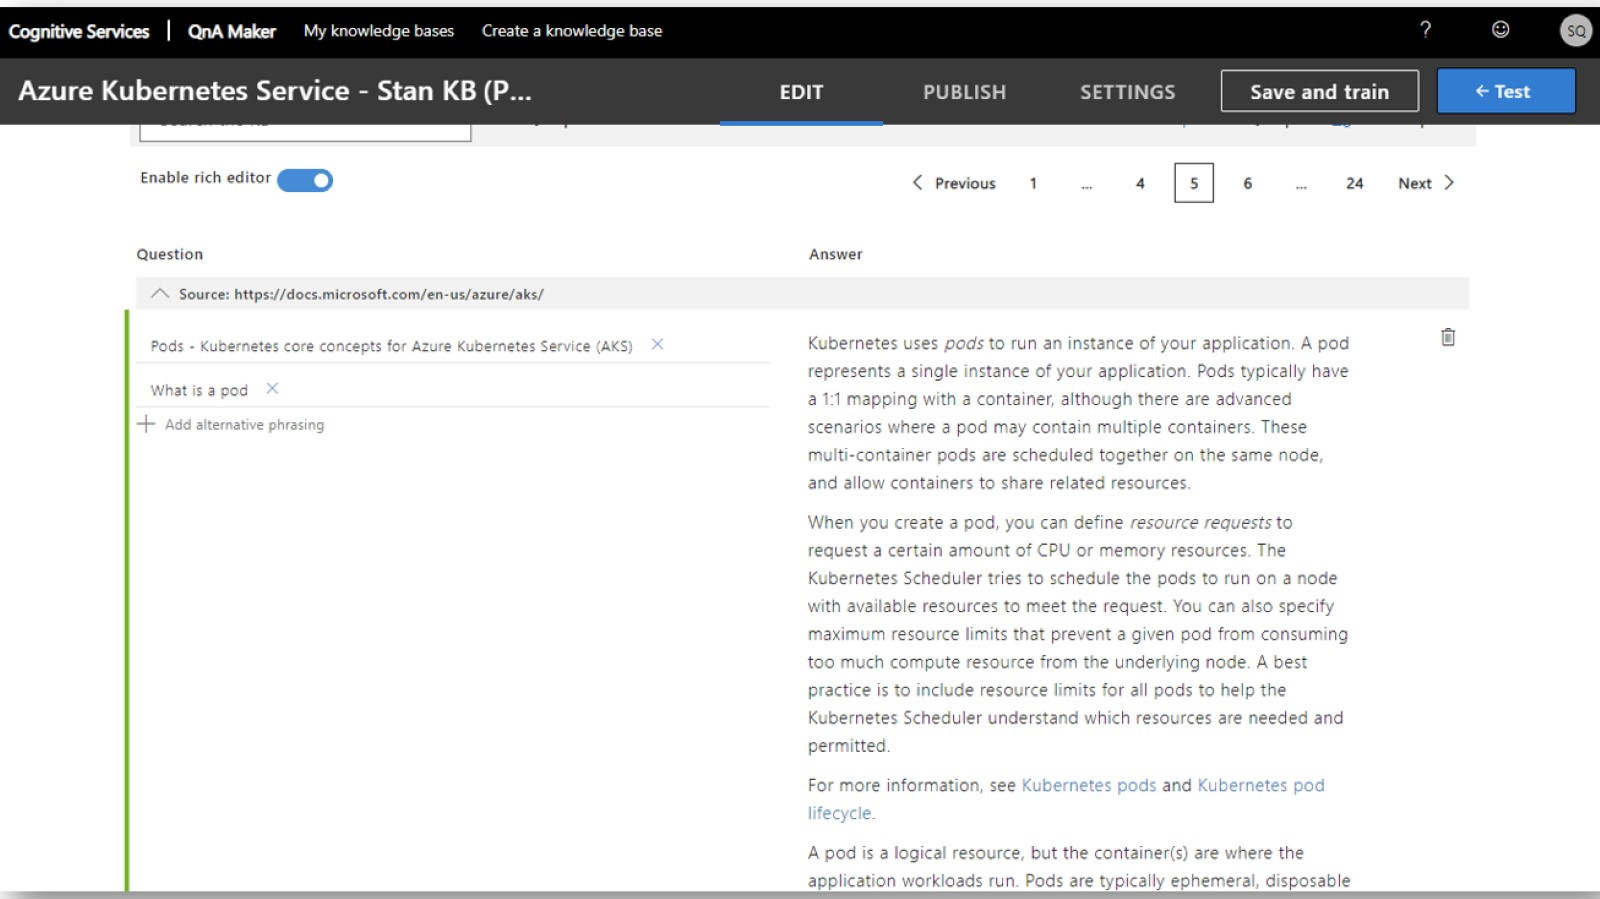 Cognitive Services | QnA Maker My knowledge bases Create a knowledge base ? SQ
Azure Kubernetes Service - Stan KB (P... EDIT PUBLISH SETTINGS Save and train ← Test
Enable rich editor
< Previous 1 ... 4 5 6 ... 24 Next >
Question Answer
Source: https://docs.microsoft.com/en-us/azure/aks/
Pods - Kubernetes core concepts for Azure Kubernetes Service (AKS)
What is a pod
Add alternative phrasing
Kubernetes uses pods to run an instance of your application. A pod
represents a single instance of your application. Pods typically have
a 1:1 mapping with a container, although there are advanced
scenarios where a pod may contain multiple containers. These
multi-container pods are scheduled together on the same node,
and allow containers to share related resources.
When you create a pod, you can define resource requests to
request a certain amount of CPU or memory resources. The
Kubernetes Scheduler tries to schedule the pods to run on a node
with available resources to meet the request. You can also specify
maximum resource limits that prevent a given pod from consuming
too much compute resource from the underlying node. A best
practice is to include resource limits for all pods to help the
Kubernetes Scheduler understand which resources are needed and
permitted.
For more information, see Kubernetes pods and Kubernetes pod
lifecycle.
A pod is a logical resource, but the container(s) are where the
application workloads run. Pods are typically ephemeral, disposable